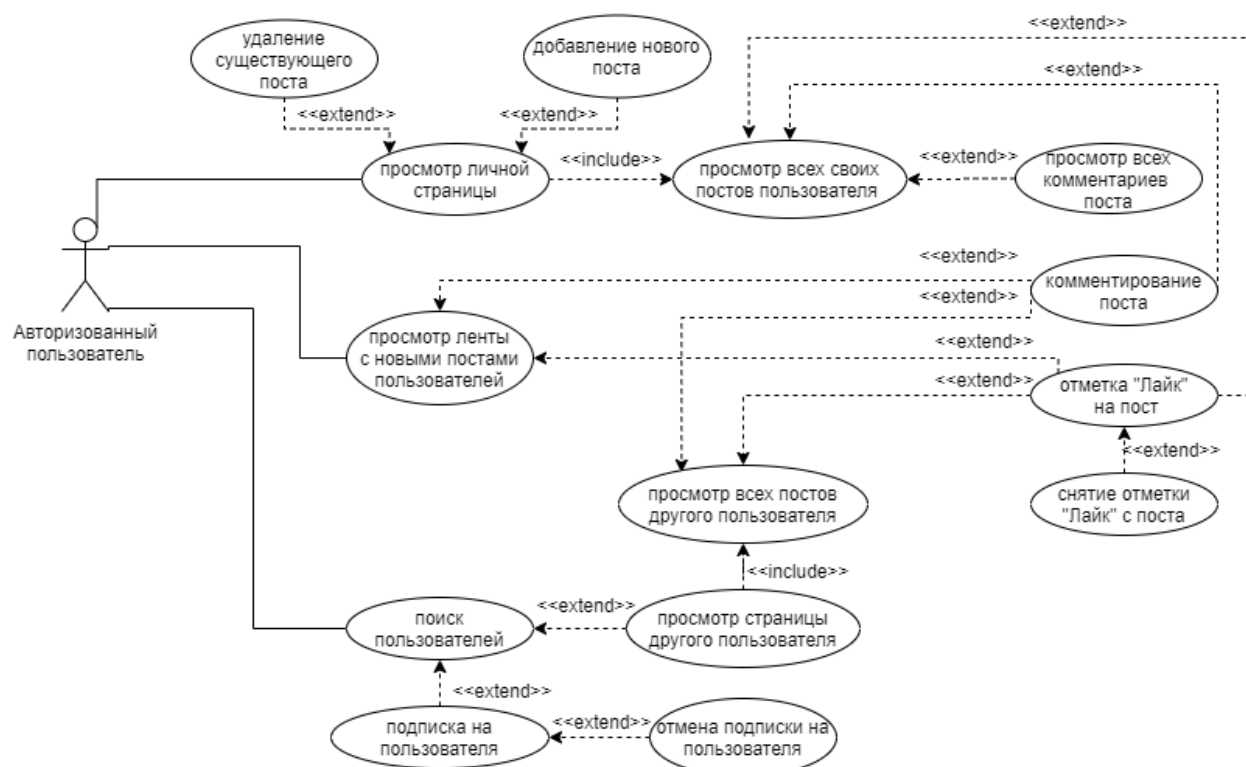 <<extend>>
удаление
существующего
поста
добавление нового
поста
<<extend>>
<<extend>>
<<extend>>
просмотр личной
страницы
<<include>>
просмотр всех своих
постов пользователя
<<extend>>
просмотр всех
комментариев
поста
Авторизованный
пользователь
<<extend>>
<<extend>>
комментирование
поста
просмотр ленты
с новыми постами
пользователей
<<extend>>
<<extend>>
отметка "Лайк"
на пост
<<extend>>
снятие отметки
"Лайк" с поста
просмотр всех постов
другого пользователя
<<include>>
поиск
пользователей
<<extend>>
просмотр страницы
другого пользователя
<<extend>>
подписка на
пользователя
<<extend>>
отмена подписки на
пользователя